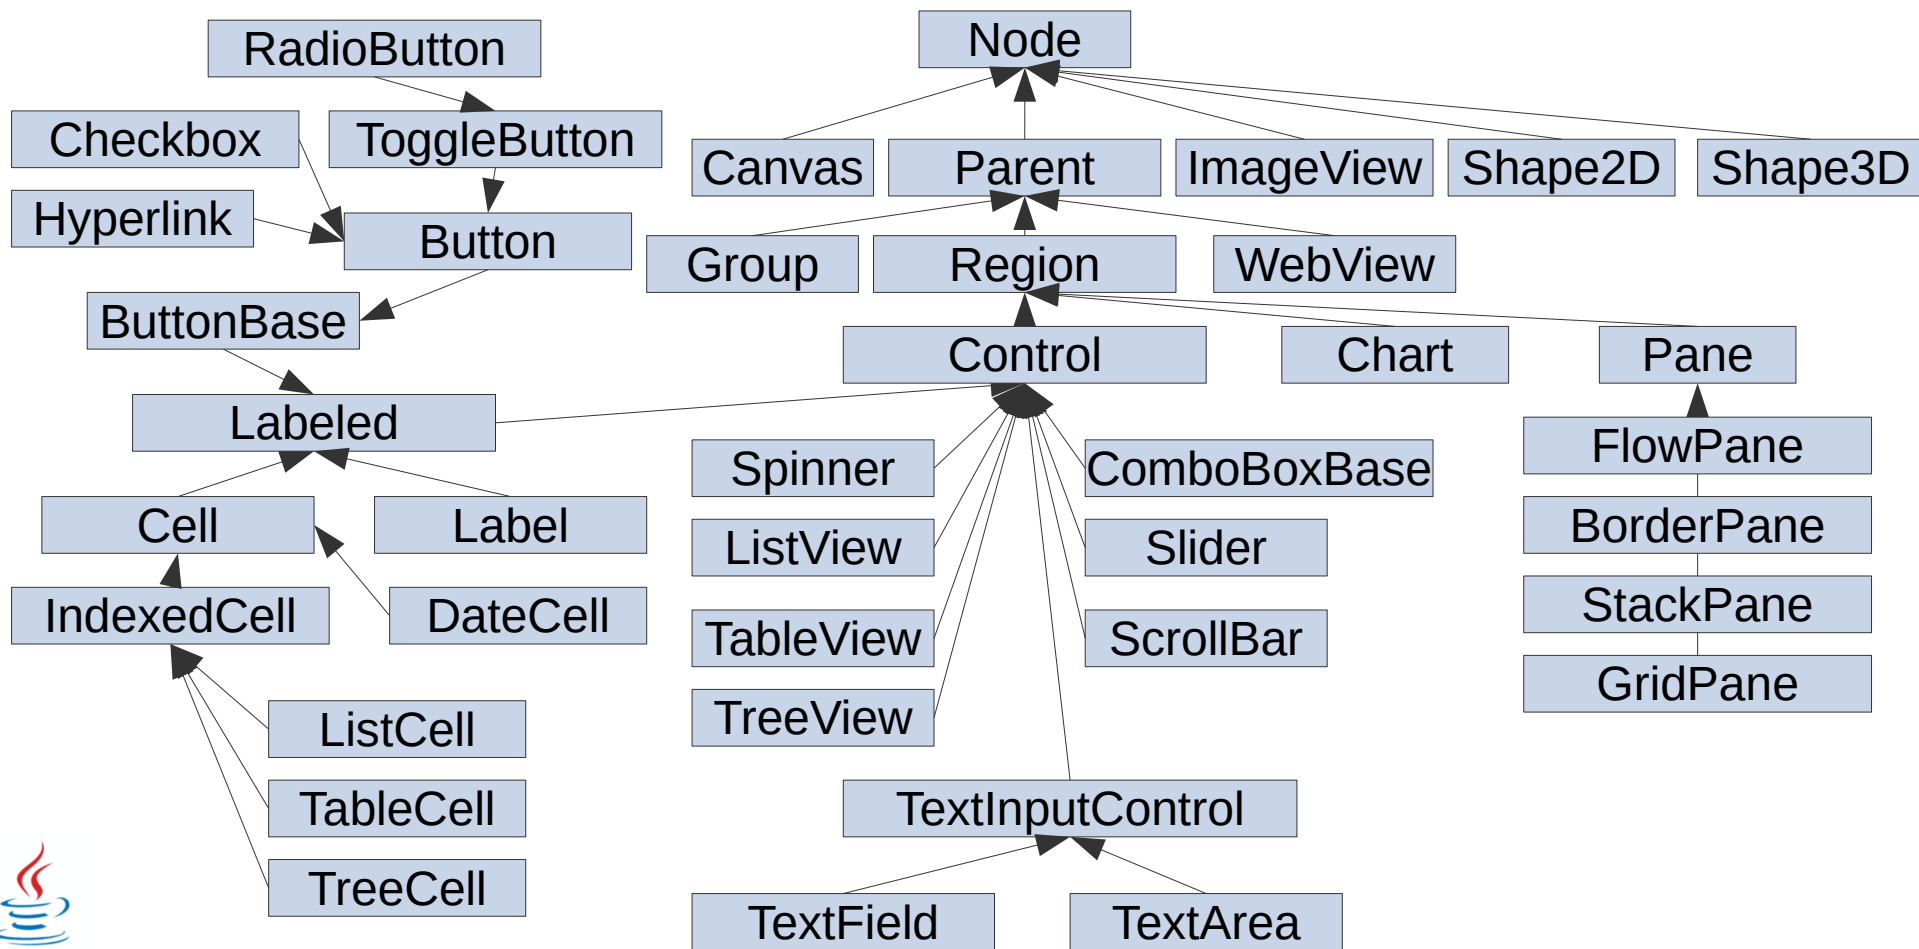 RadioButton
Node
Checkbox
ToggleButton
Canvas
Parent
ImageView
Shape2D
Shape3D
Hyperlink
Button
Group
Region
WebView
ButtonBase
Control
Chart
Pane
Labeled
FlowPane
Spinner
ComboBoxBase
Cell
Label
BorderPane
ListView
Slider
IndexedCell
DateCell
StackPane
TableView
ScrollBar
GridPane
TreeView
ListCell
TableCell
TextInputControl
TreeCell
TextField
TextArea